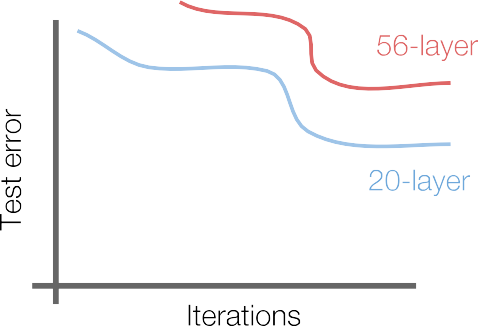 56-layer
20-layer
Test error
Iterations